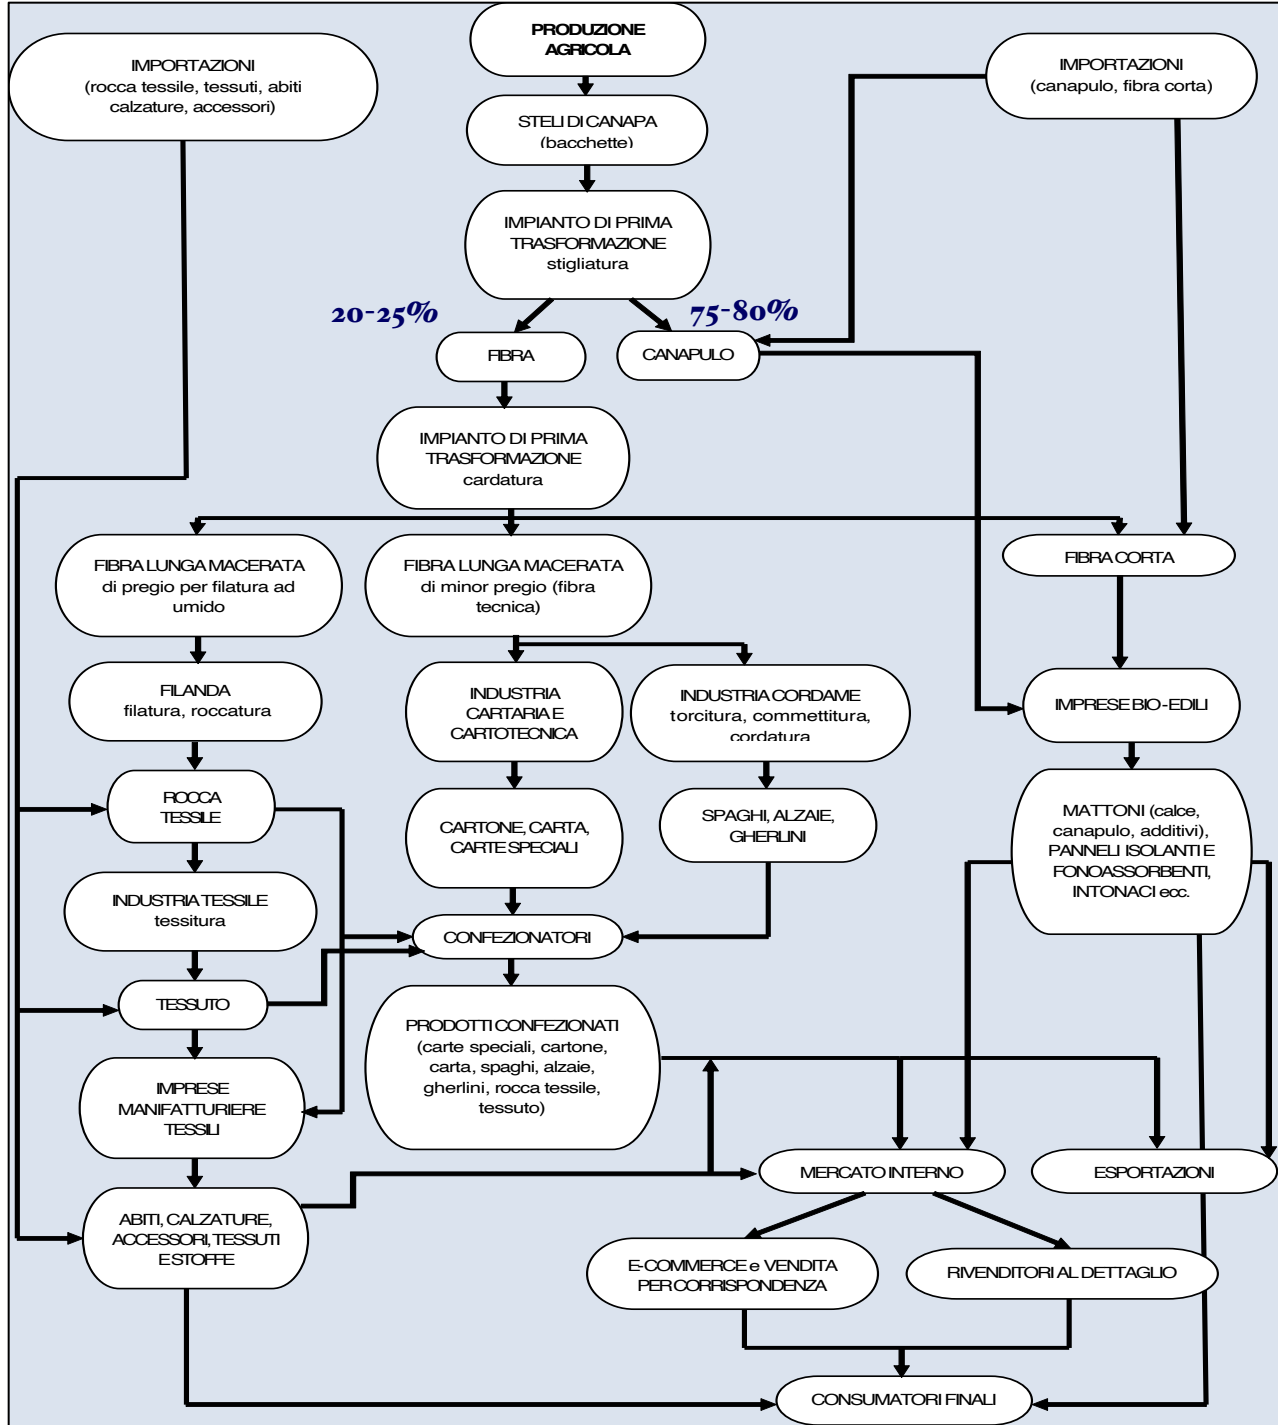 PRODUZIONE
AGRICOLA
IMPORTAZIONI
(rocca tessile, tessuti, abiti
calzature, accessori)
IMPORTAZIONI
(canapulo, fibra corta)
STELI DI CANAPA
(bacchette)
IMPIANTO DI PRIMA
TRASFORMAZIONE
stigliatura
20-25%
75-80%
FIBRA
CANAPULO
IMPIANTO DI PRIMA
TRASFORMAZIONE
cardatura
FIBRA LUNGA MACERATA
di pregio per filatura ad
umido
FIBRA LUNGA MACERATA
di minor pregio (fibra
tecnica)
FIBRA CORTA
FILANDA
filatura, roccatura
INDUSTRIA
CARTARIA E
CARTOTECNICA
INDUSTRIA CORDAME
torcitura, commettitura,
cordatura
IMPRESE BIO-EDILI
ROCCA
TESSILE
CARTONE, CARTA,
CARTE SPECIALI
SPAGHI, ALZAIE,
GHERLINI
MATTONI (calce,
canapulo, additivi),
PANNELI ISOLANTI E
FONOASSORBENTI,
INTONACI ecc.
INDUSTRIA TESSILE
tessitura
CONFEZIONATORI
TESSUTO
PRODOTTI CONFEZIONATI
(carte speciali, cartone,
carta, spaghi, alzaie,
gherlini, rocca tessile,
tessuto)
IMPRESE
MANIFATTURIERE
TESSILI
MERCATO INTERNO
ESPORTAZIONI
ABITI, CALZATURE,
ACCESSORI, TESSUTI
E STOFFE
E-COMMERCE e VENDITA
PER CORRISPONDENZA
RIVENDITORI AL DETTAGLIO
CONSUMATORI FINALI